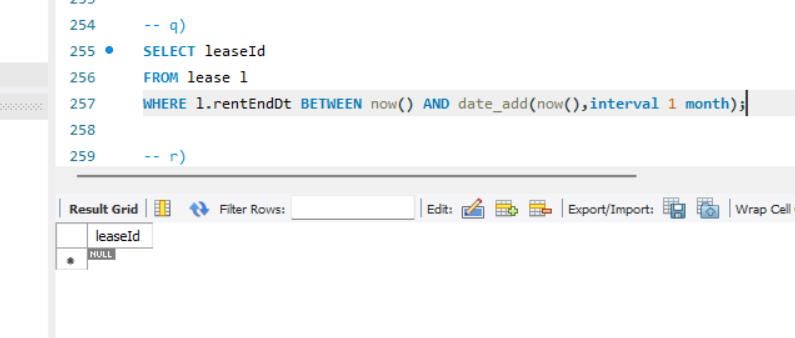 254 -- q)
255 SELECT leaseId
256 FROM lease l
257 WHERE l.rentEndDt BETWEEN now() AND date_add(now(),interval 1 month);
258
259 -- r)
Result Grid Filter Rows: Edit: Export/Import: Wrap Cell
leaseId
NULL